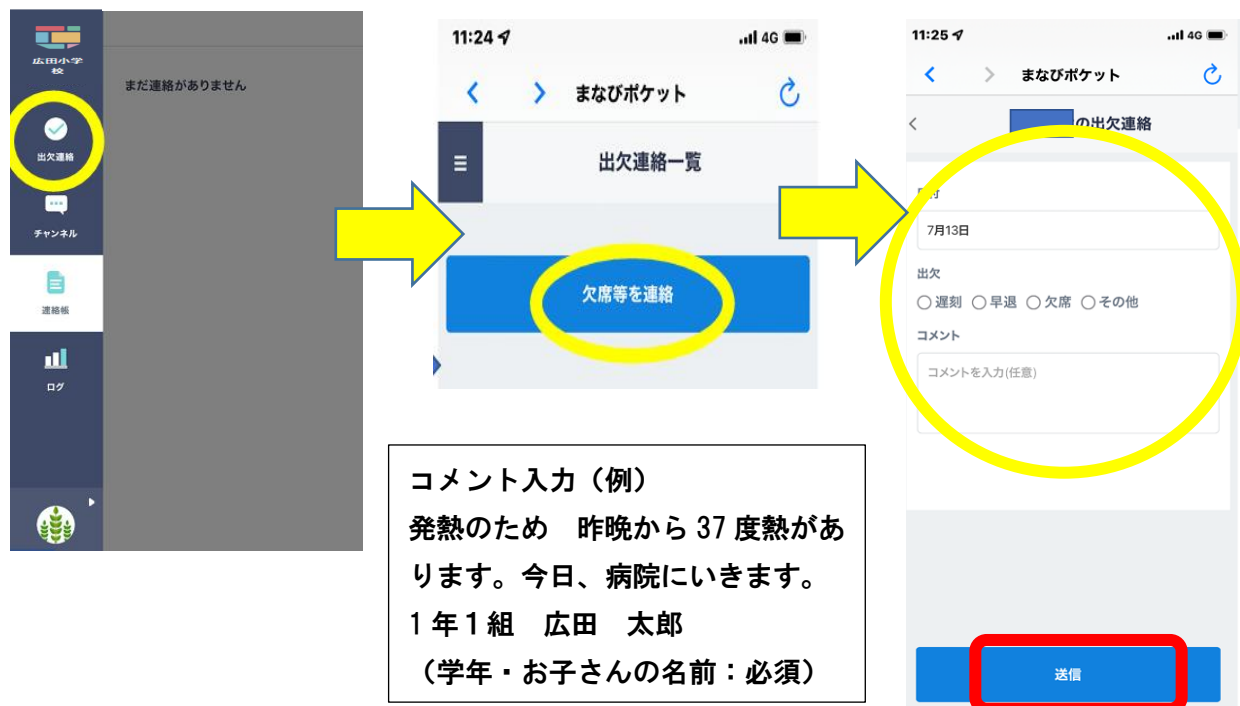 広田小学
校
まだ連絡がありません
出欠連絡
チャンネル
連絡帳
ログ
11:24
4G
まなびポケット
出欠連絡一覧
欠席等を連絡
コメント入力（例）
発熱のため　昨晩から 37 度熱があ
ります。今日、病院にいきます。
1 年１組　広田　太郎
（学年・お子さんの名前：必須）
11:25
4G
まなびポケット
の出欠連絡
7月13日
出欠
遅刻 早退 欠席 その他
コメント
コメントを入力(任意)
送信